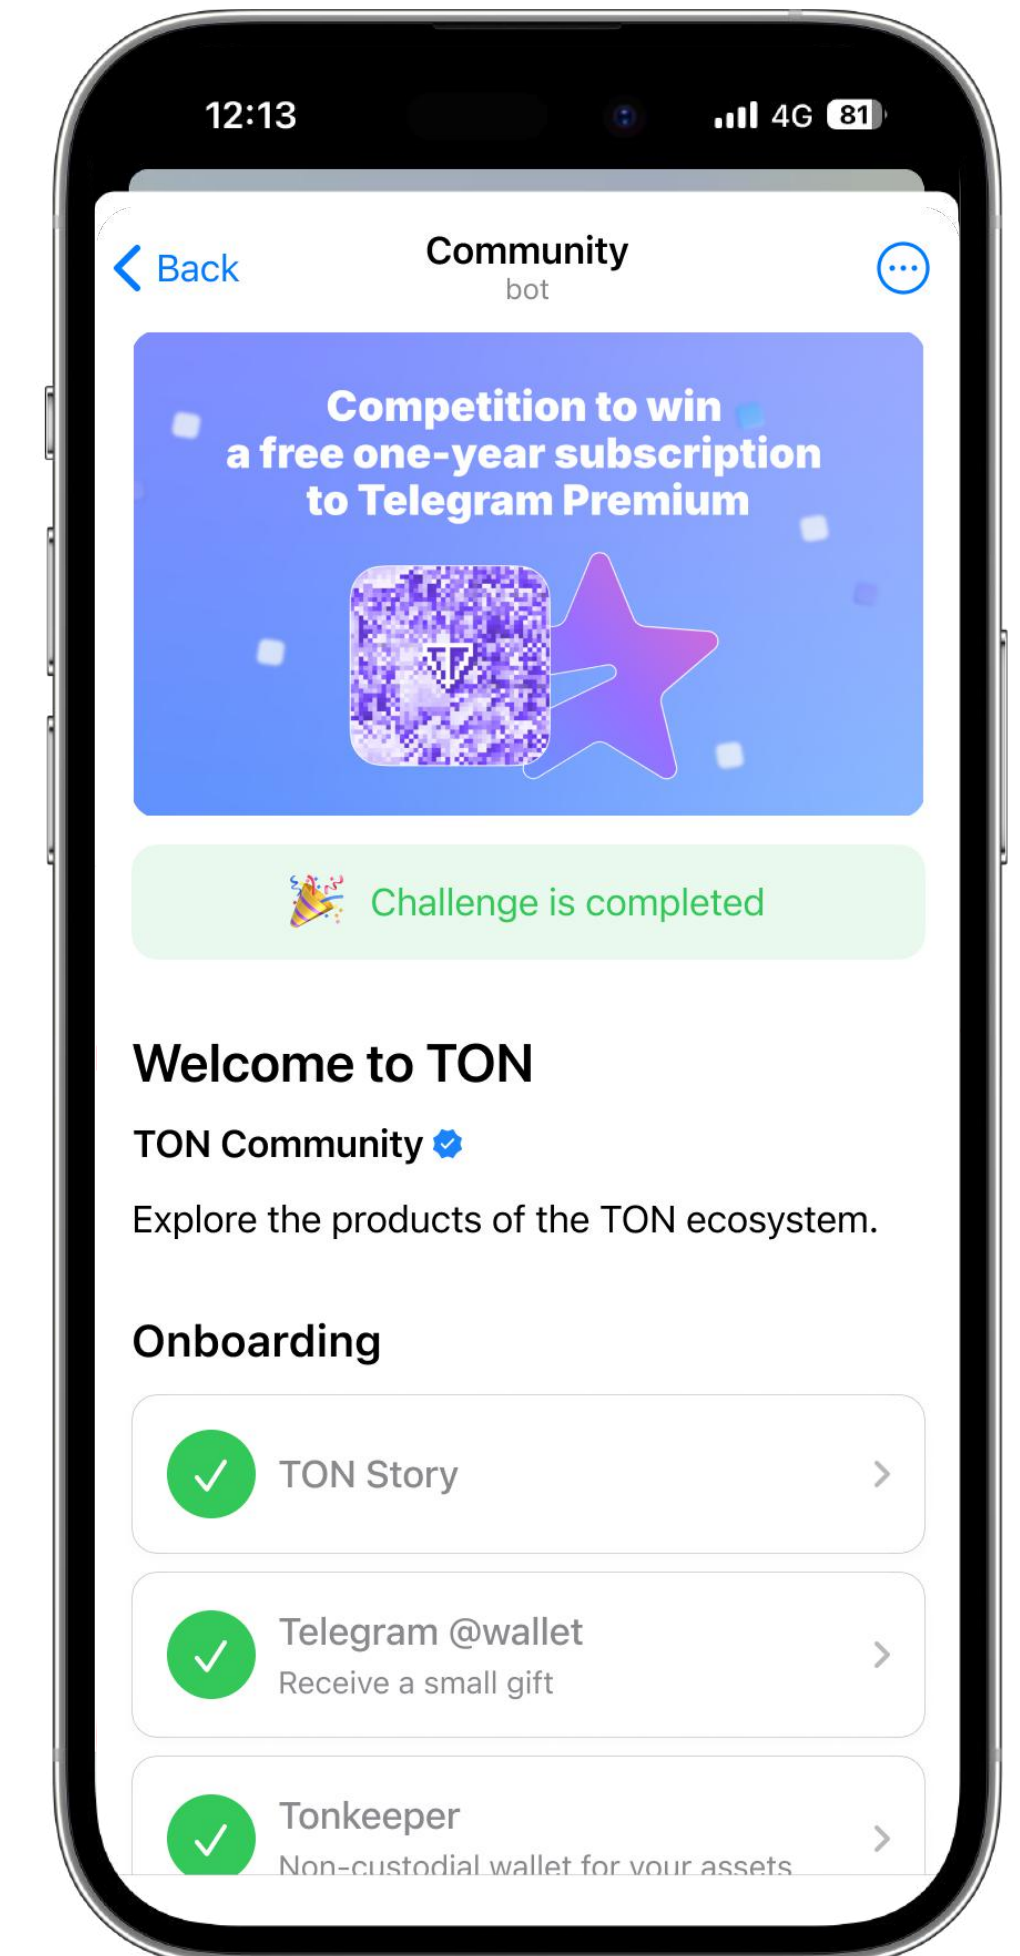 12:13
4G 81
Back
Community
bot
Competition to win
a free one-year subscription
to Telegram Premium
Challenge is completed
Welcome to TON
TON Community
Explore the products of the TON ecosystem.
Onboarding
TON Story
Telegram @wallet
Receive a small gift
Tonkeeper
Non-custodial wallet for your assets